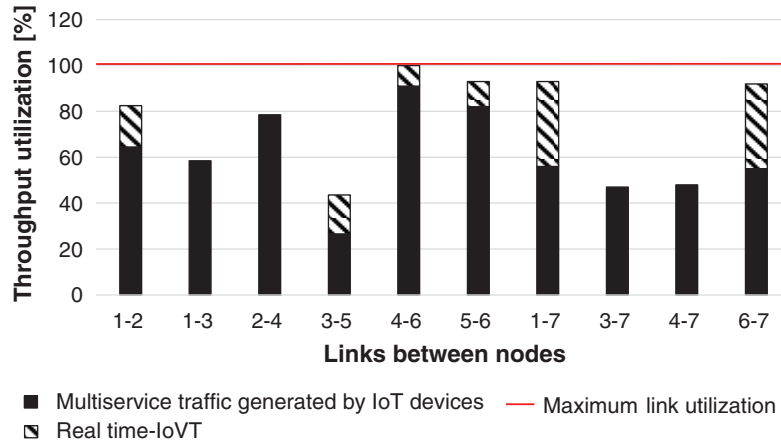 Throughput utilization [%]
120
100
80
60
40
20
0
1-2 1-3 2-4 3-5 4-6 5-6 1-7 3-7 4-7 6-7
Links between nodes
Multiservice traffic generated by IoT devices
Maximum link utilization
Real time-IoVT